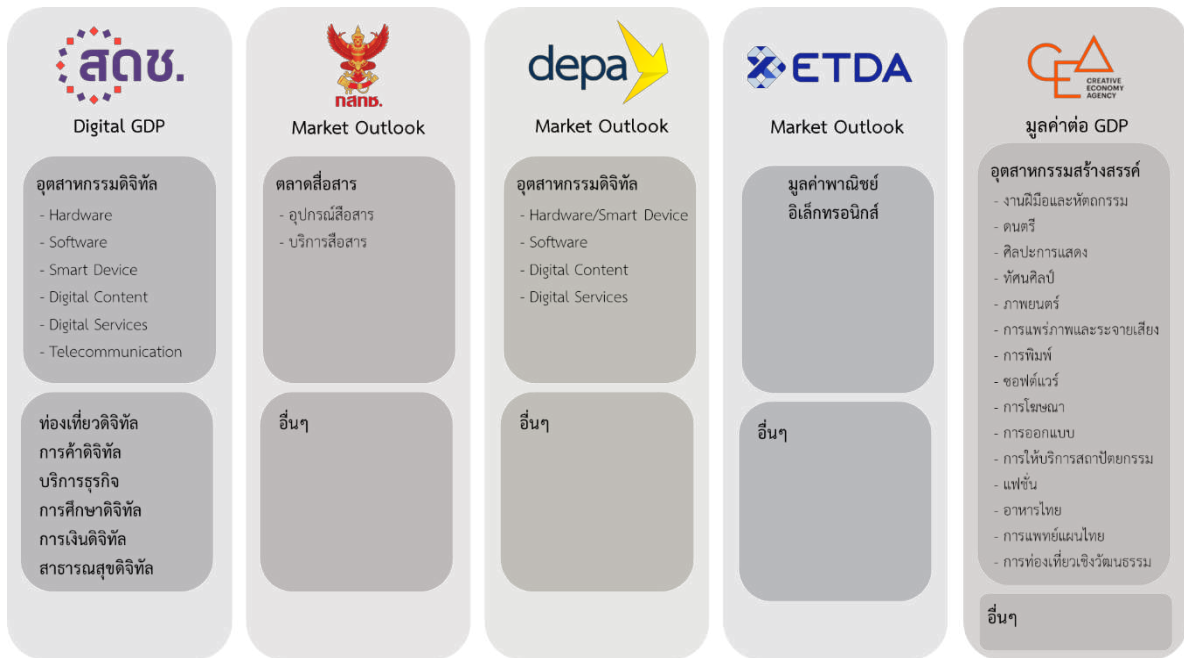 สดช.
Digital GDP
อุตสาหกรรมดิจิทัล
- Hardware
- Software
- Smart Device
- Digital Content
- Digital Services
- Telecommunication
ท่องเที่ยวดิจิทัล
การค้าดิจิทัล
บริการธุรกิจ
การศึกษาดิจิทัล
การเงินดิจิทัล
สาธารณสุขดิจิทัล
กสทช.
Market Outlook
ตลาดสื่อสาร
- อุปกรณ์สือสาร
- บริการสือสาร
อื่นๆ
depa
Market Outlook
อุตสาหกรรมดิจิทัล
- Hardware/Smart Device
- Software
- Digital Content
- Digital Services
อื่นๆ
ETDA
Market Outlook
มูลค่าพาณิชย์
อิเล็กทรอนิกส์
อื่นๆ
CEA
CREATIVE
ECONOMY
AGENCY
มูลค่าต่อ GDP
อุตสาหกรรมสร้างสรรค์
- งานฝีมือและหัตถกรรม
- ดนตรี
- ศิลปะการแสดง
- ทัศนศิลป์
- ภาพยนตร์
- การแพร่ภาพและระจายเสียง
- การพิมพ์
- ซอฟต์แวร์
- การโฆษณา
- การออกแบบ
- การให้บริการสถาปัตยกรรม
- แฟชั่น
- อาหารไทย
- การแพทย์แผนไทย
- การท่องเที่ยวเชิงวัฒนธรรม
อื่นๆ